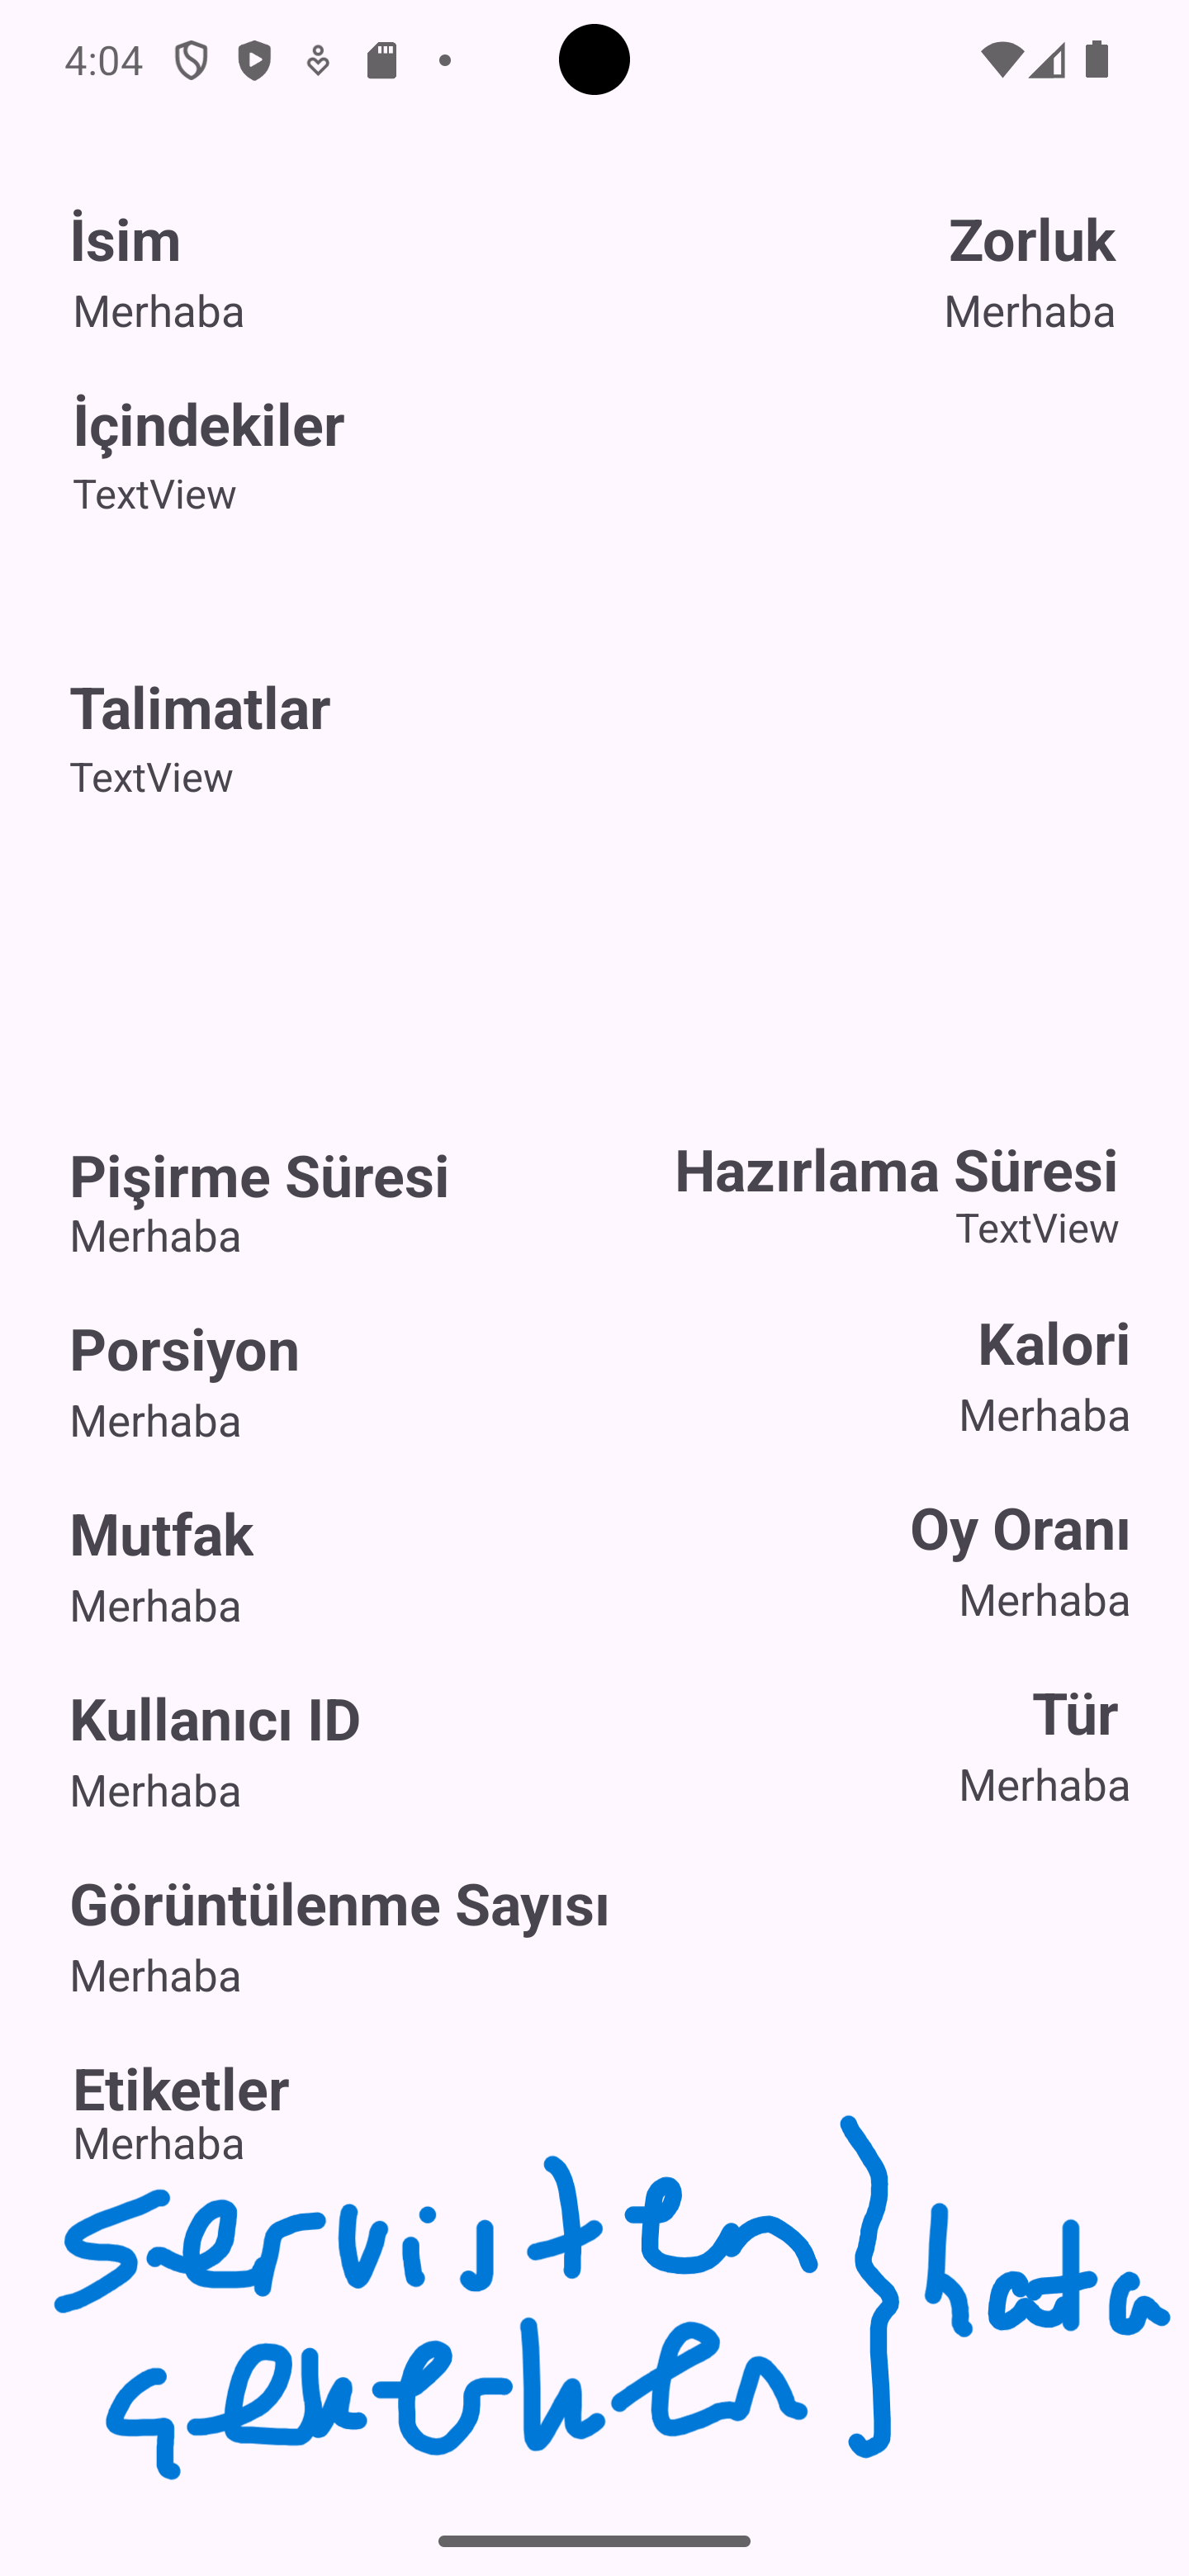 4:04
İsim Zorluk
Merhaba Merhaba
İçindekiler
TextView
Talimatlar
TextView
Pişirme Süresi Hazırlama Süresi
Merhaba TextView
Porsiyon Kalori
Merhaba Merhaba
Mutfak Oy Oranı
Merhaba Merhaba
Kullanıcı ID Tür
Merhaba Merhaba
Görüntülenme Sayısı
Merhaba
Etiketler
Merhaba
servisten } hata
çekerken